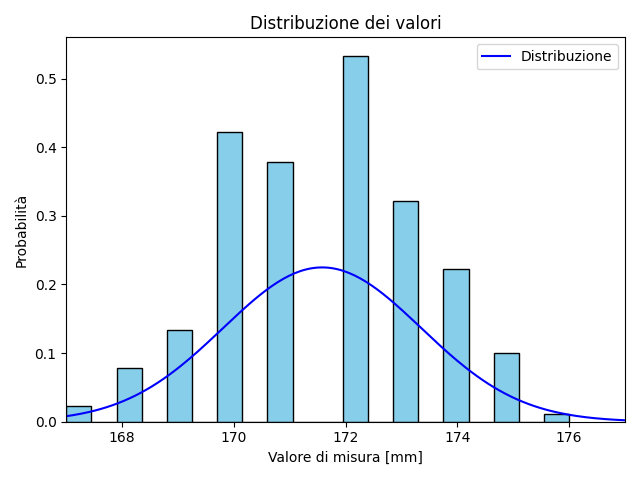 Distribuzione dei valori
Distribuzione
Probabilità
0.5
0.4
0.3
0.2
0.1
0.0
168 170 172 174 176
Valore di misura [mm]